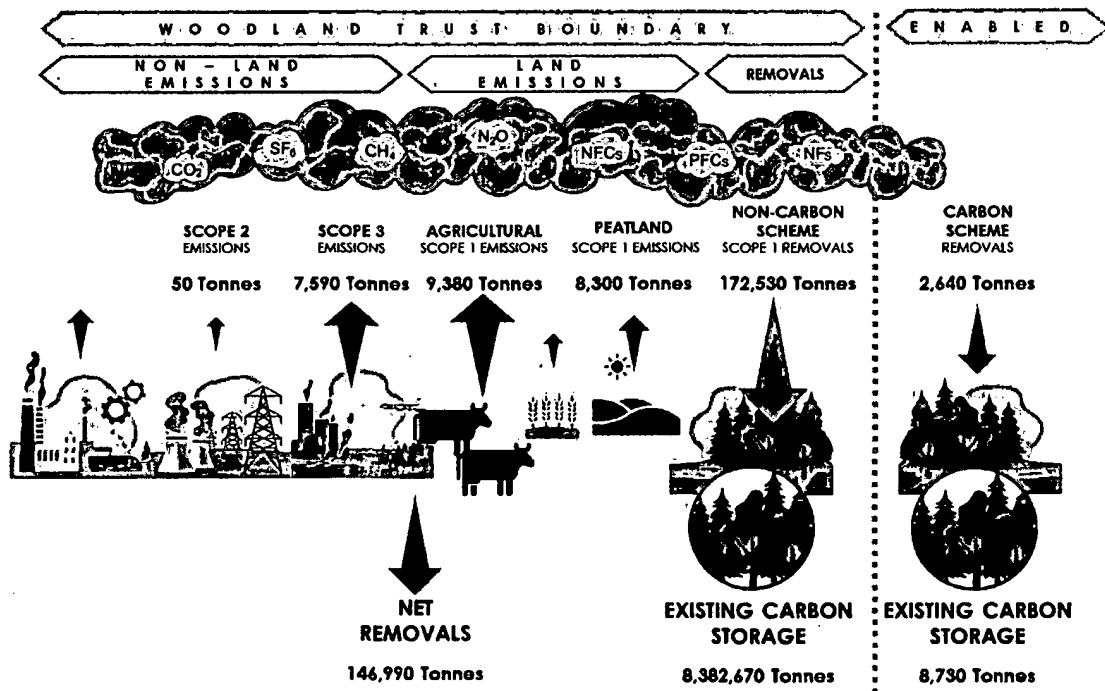 WOODLAND TRUST BOUNDARY
ENABLED
NON – LAND
EMISSIONS
LAND
EMISSIONS
REMOVALS
CO₂
SF₆
CH₄
N₂O
NFCs
PFCs
NF₃
SCOPE 2
EMISSIONS
50 Tonnes
SCOPE 3
EMISSIONS
7,590 Tonnes
AGRICULTURAL
SCOPE 1 EMISSIONS
9,380 Tonnes
PEATLAND
SCOPE 1 EMISSIONS
8,300 Tonnes
NON-CARBON
SCHEME
SCOPE 1 REMOVALS
172,530 Tonnes
CARBON
SCHEME
REMOVALS
2,640 Tonnes
NET
REMOVALS
146,990 Tonnes
EXISTING CARBON
STORAGE
8,382,670 Tonnes
EXISTING CARBON
STORAGE
8,730 Tonnes